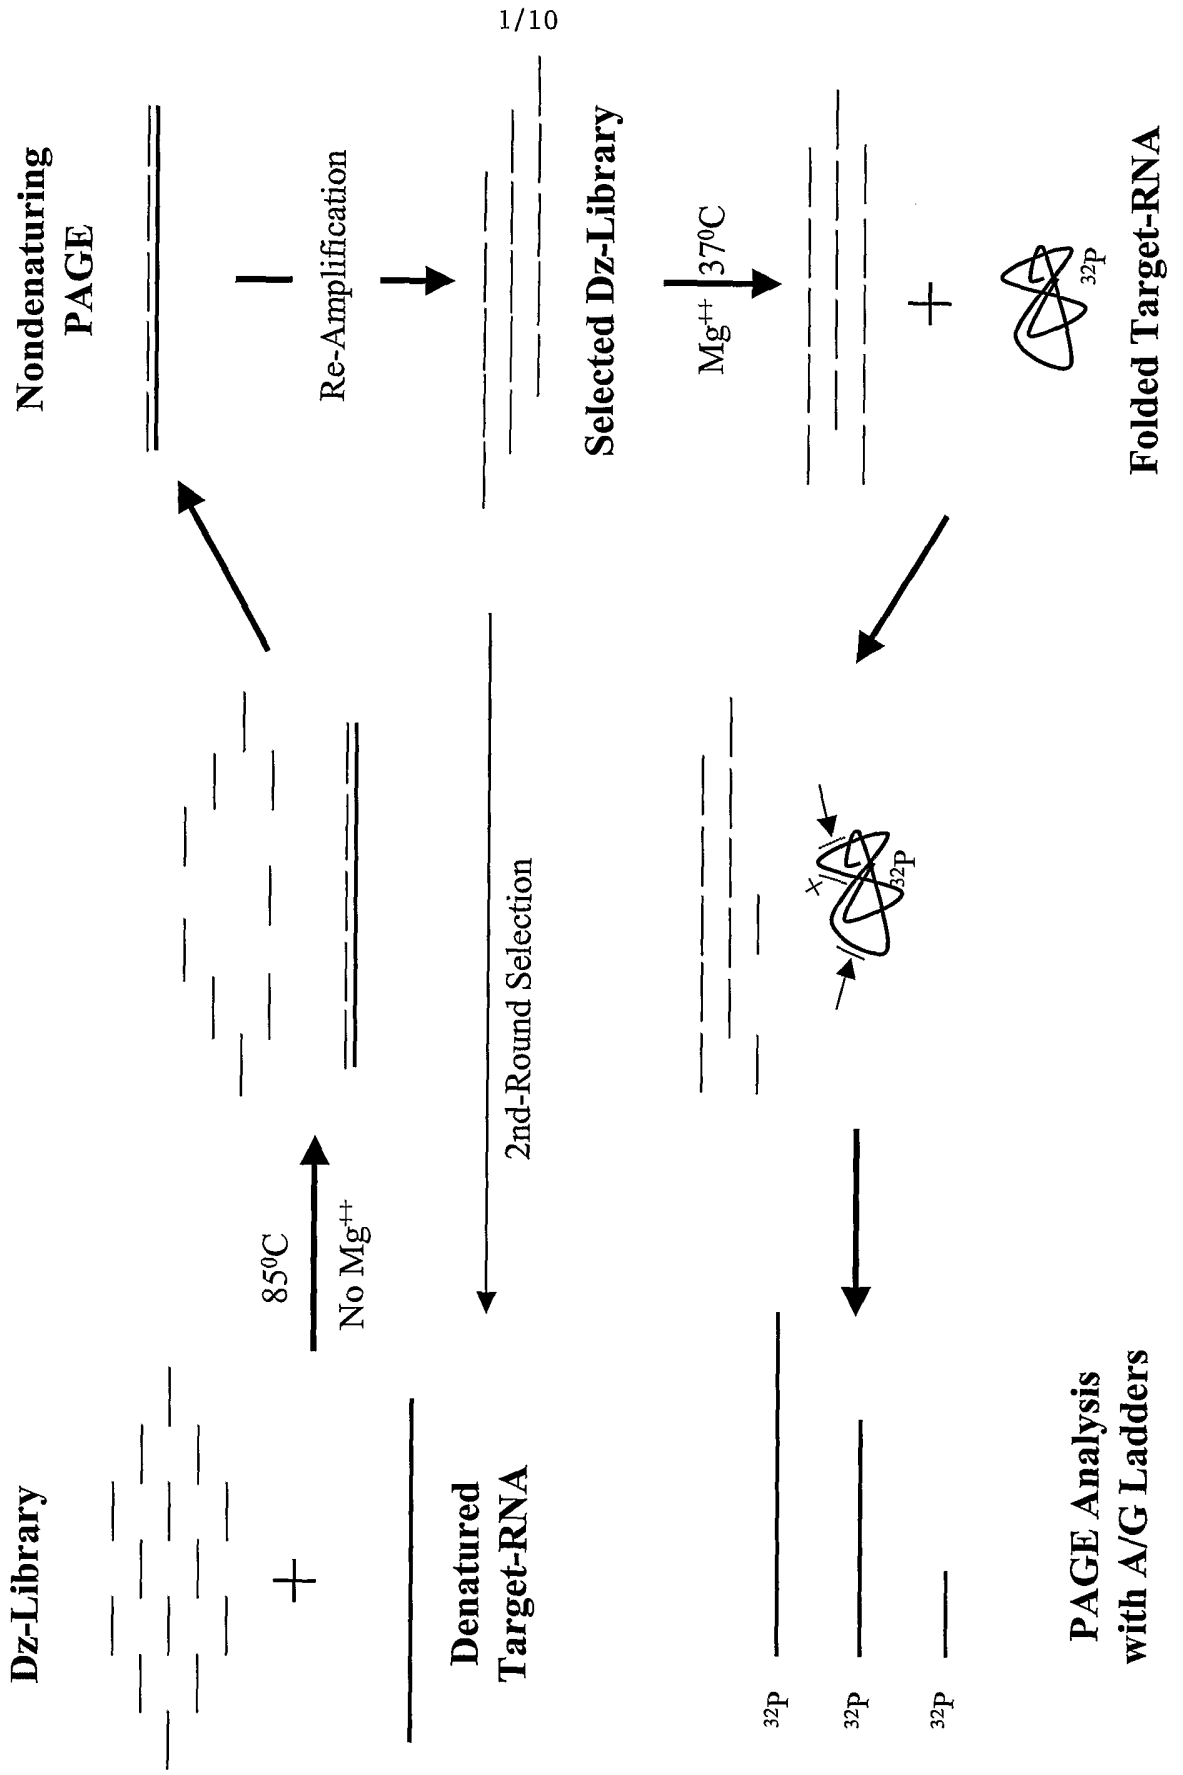 1/10
Dz-Library
+
Denatured
Target-RNA
85⁰C
No Mg⁺⁺
Nondenaturing
PAGE
Re-Amplification
Selected Dz-Library
2nd-Round Selection
Mg⁺⁺ 37⁰C
+
³²P
Folded Target-RNA
x
³²P
³²P
³²P
³²P
PAGE Analysis
with A/G Ladders